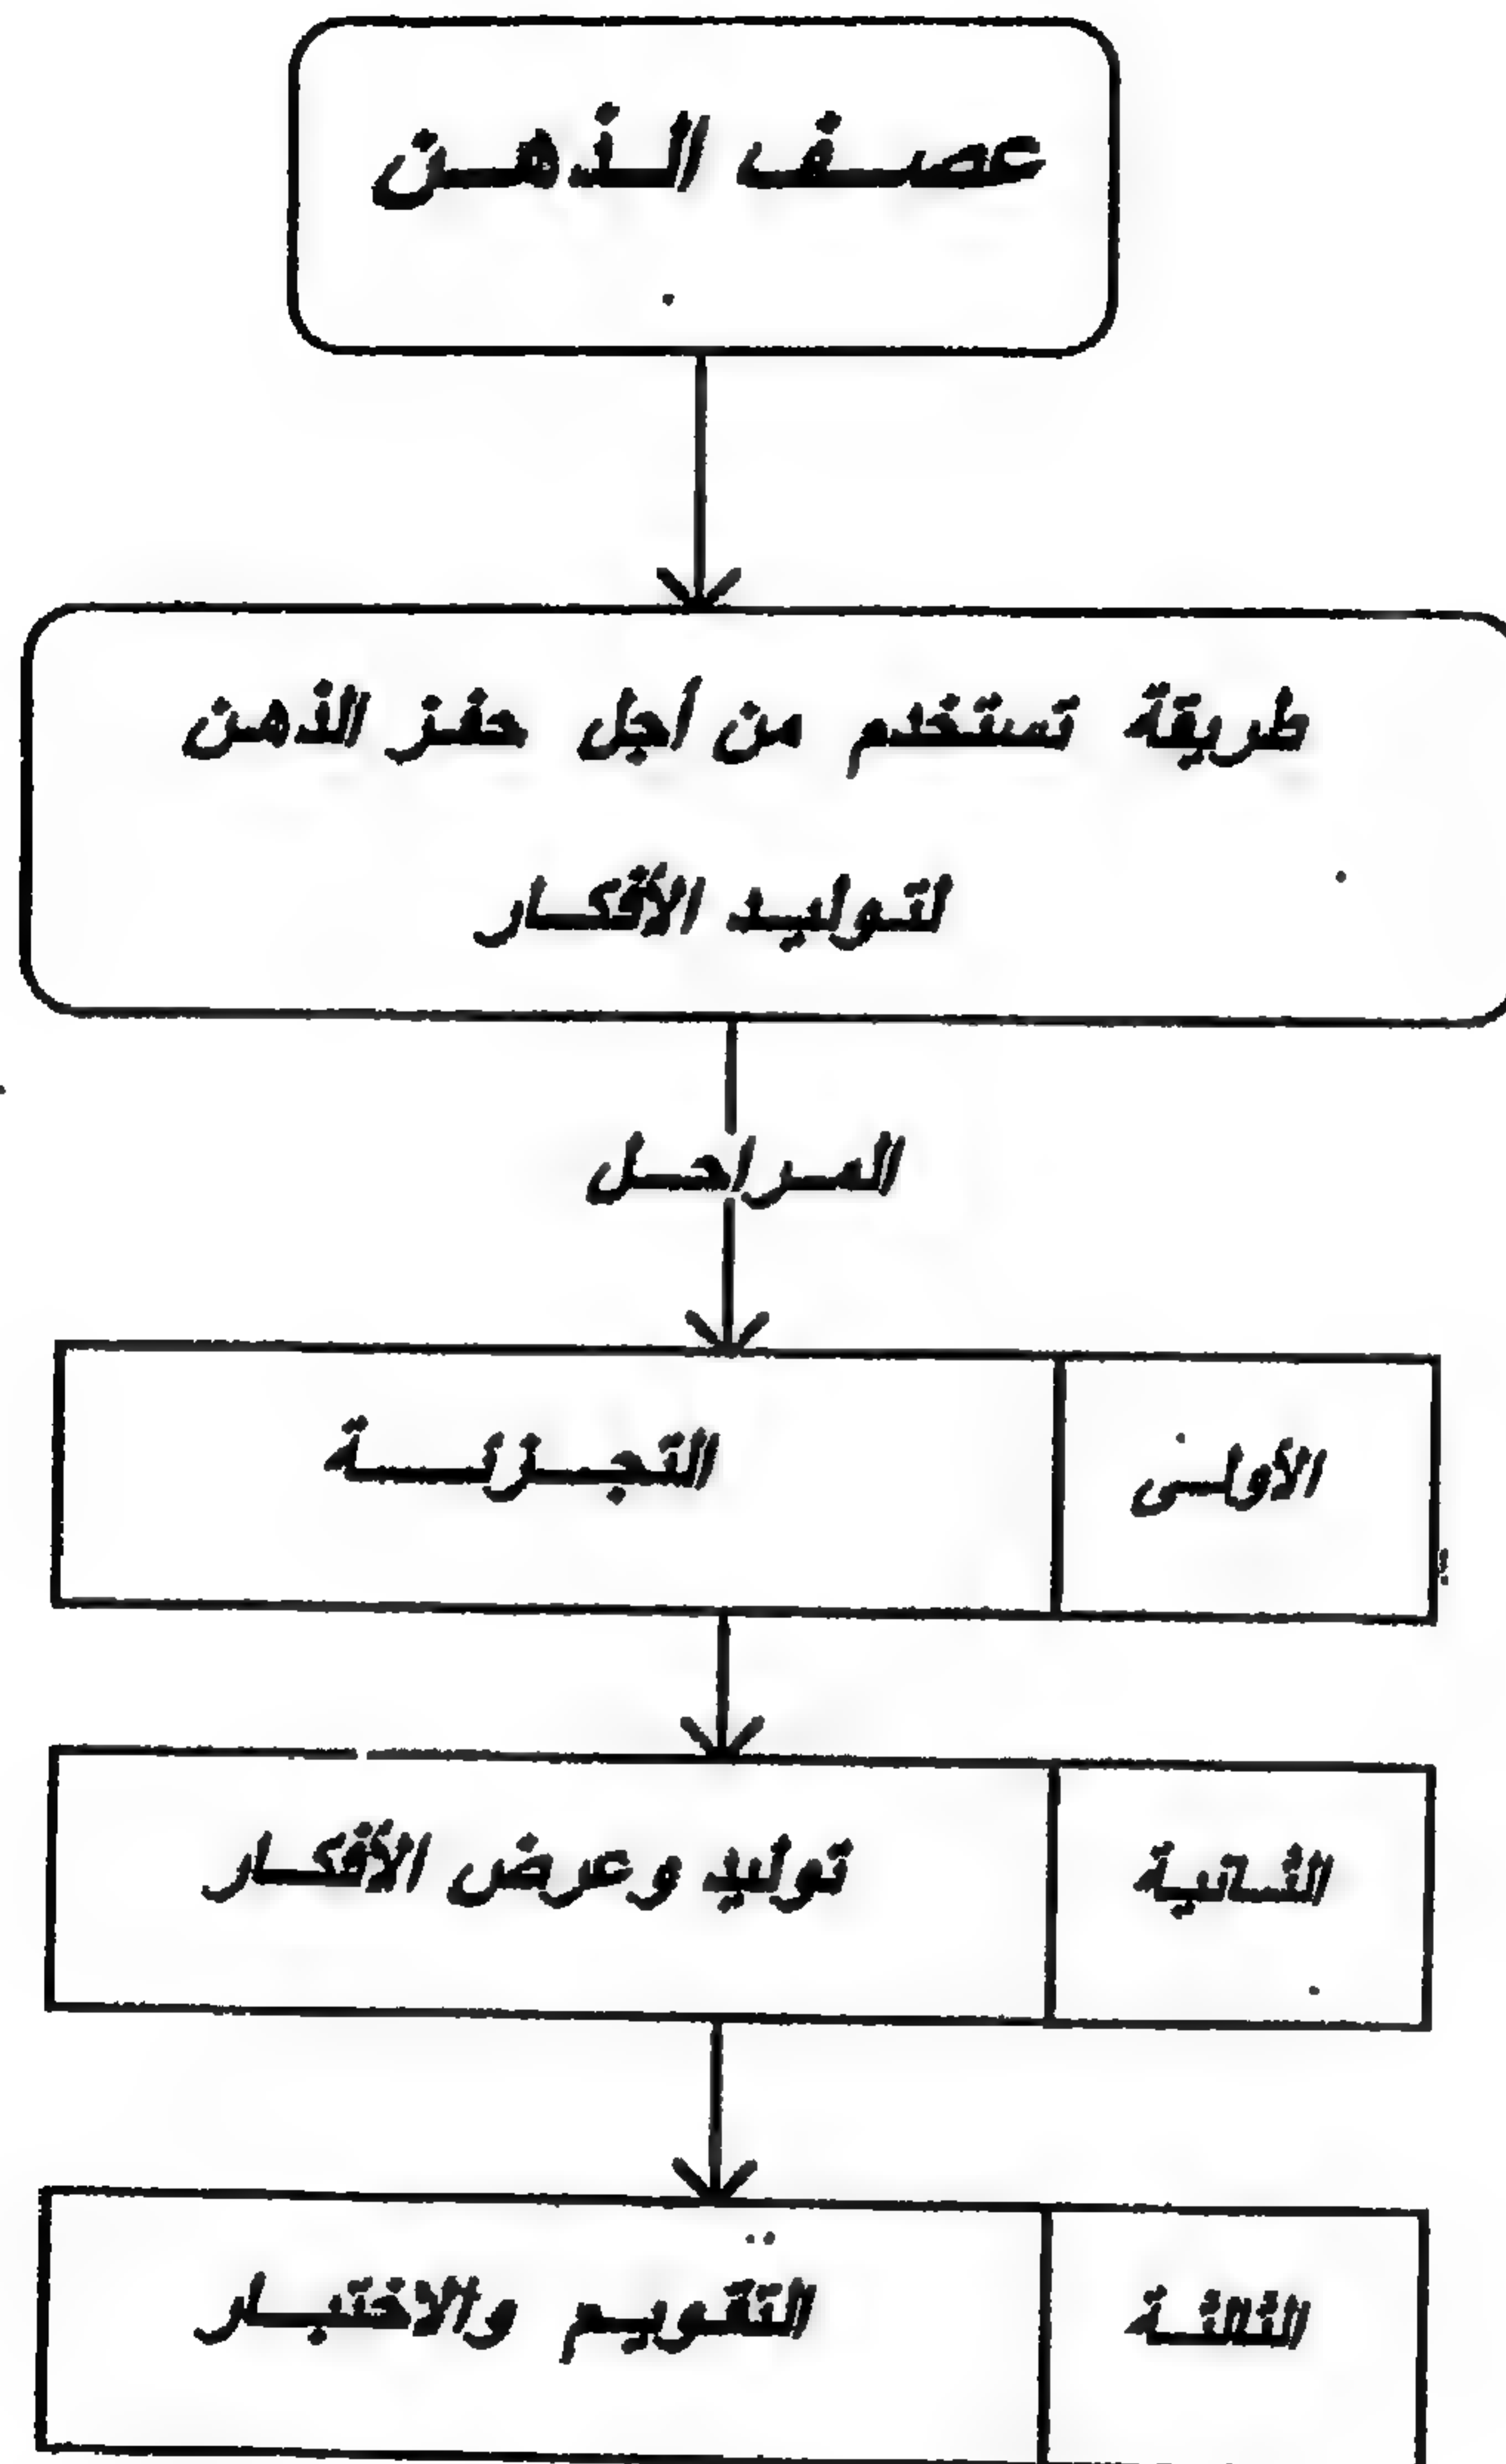 عصف الذهن
طريقة تستخدم من أجل حفز الذهن
لتوليد الأفكار
المراحل
الأولى التجزئة
الثانية توليد وعرض الأفكار
الثالثة التقويم والاختبار